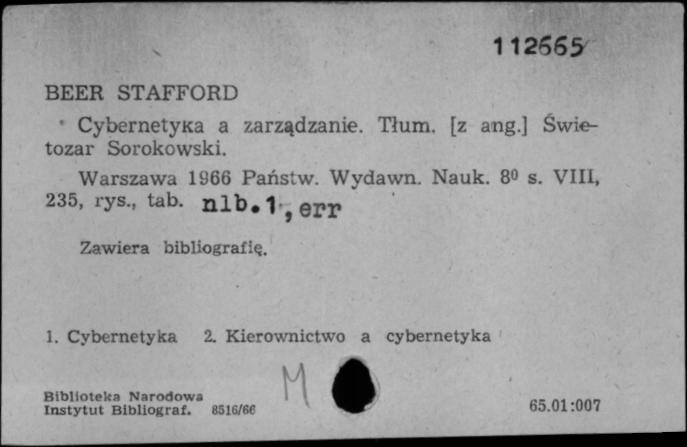 112665
BEER STAFFORD
Cybernetyka a zarządzanie. Tłum. [z ang.] Świe-
tozar Sorokowski.
Warszawa 1966 Państw. Wydawn. Nauk. 8⁰ s. VIII,
235, rys., tab. nlb.1, err
Zawiera bibliografię.
1. Cybernetyka 2. Kierownictwo a cybernetyka
M
Biblioteka Narodowa
Instytut Bibliograf. 8516/66 65.01:007